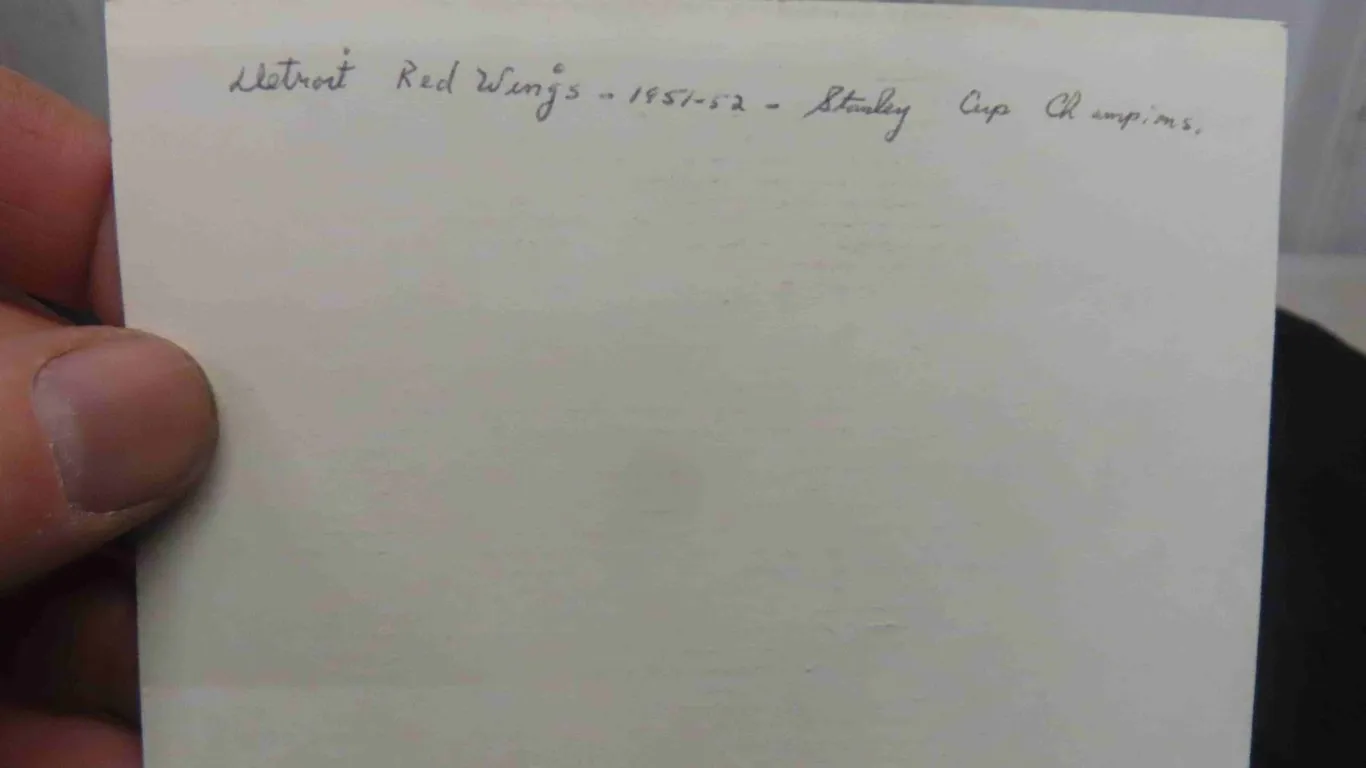 Detroit Red Wings - 1951-52 - Stanley Cup Champions.